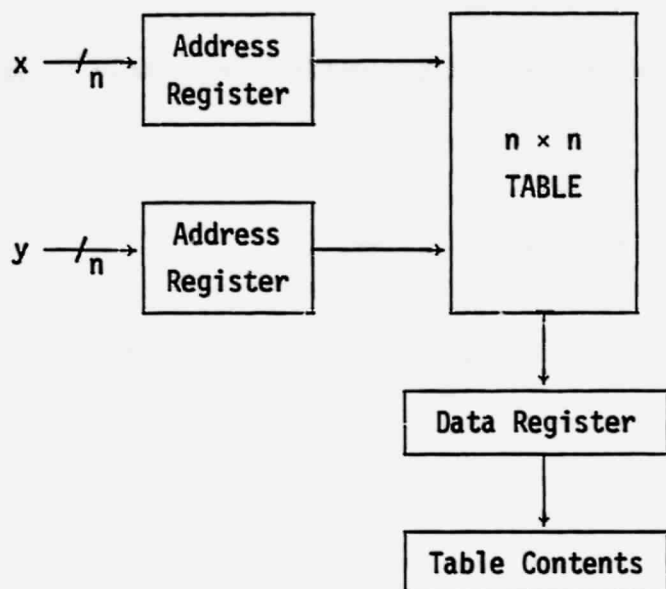 x
n
Address
Register
y
n
Address
Register
n × n
TABLE
Data Register
Table Contents